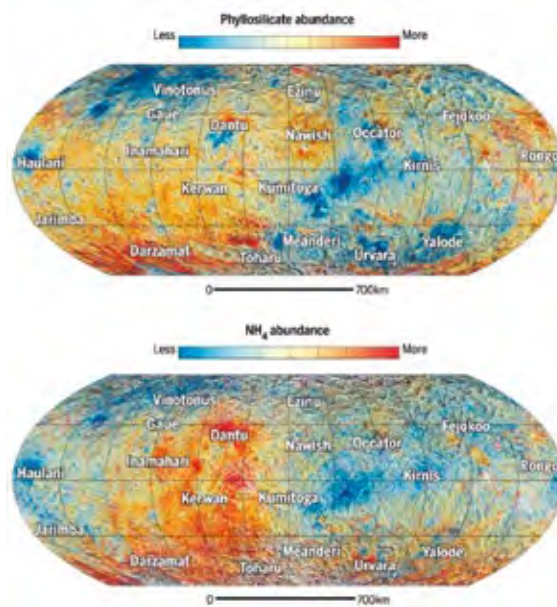 Phyllosilicate abundance
Less More
Vinotonus Ezinu
Gaue Fejokoo
Dantu Nawish Occator
Haulani Inamahari Kirnis Rongo
Kerwan Kumitoga
Jarimba
Meanderi Yalode
Darzamat Toharu Urvara
0 700km
NH4 abundance
Less More
Vinotonus Ezinu
Gaue Fejokoo
Dantu Nawish Occator
Inamahari
Haulani Kirnis Rongo
Kerwan Kumitoga
Jarimba
Meanderi Yalode
Darzamat Toharu Urvara
0 700km